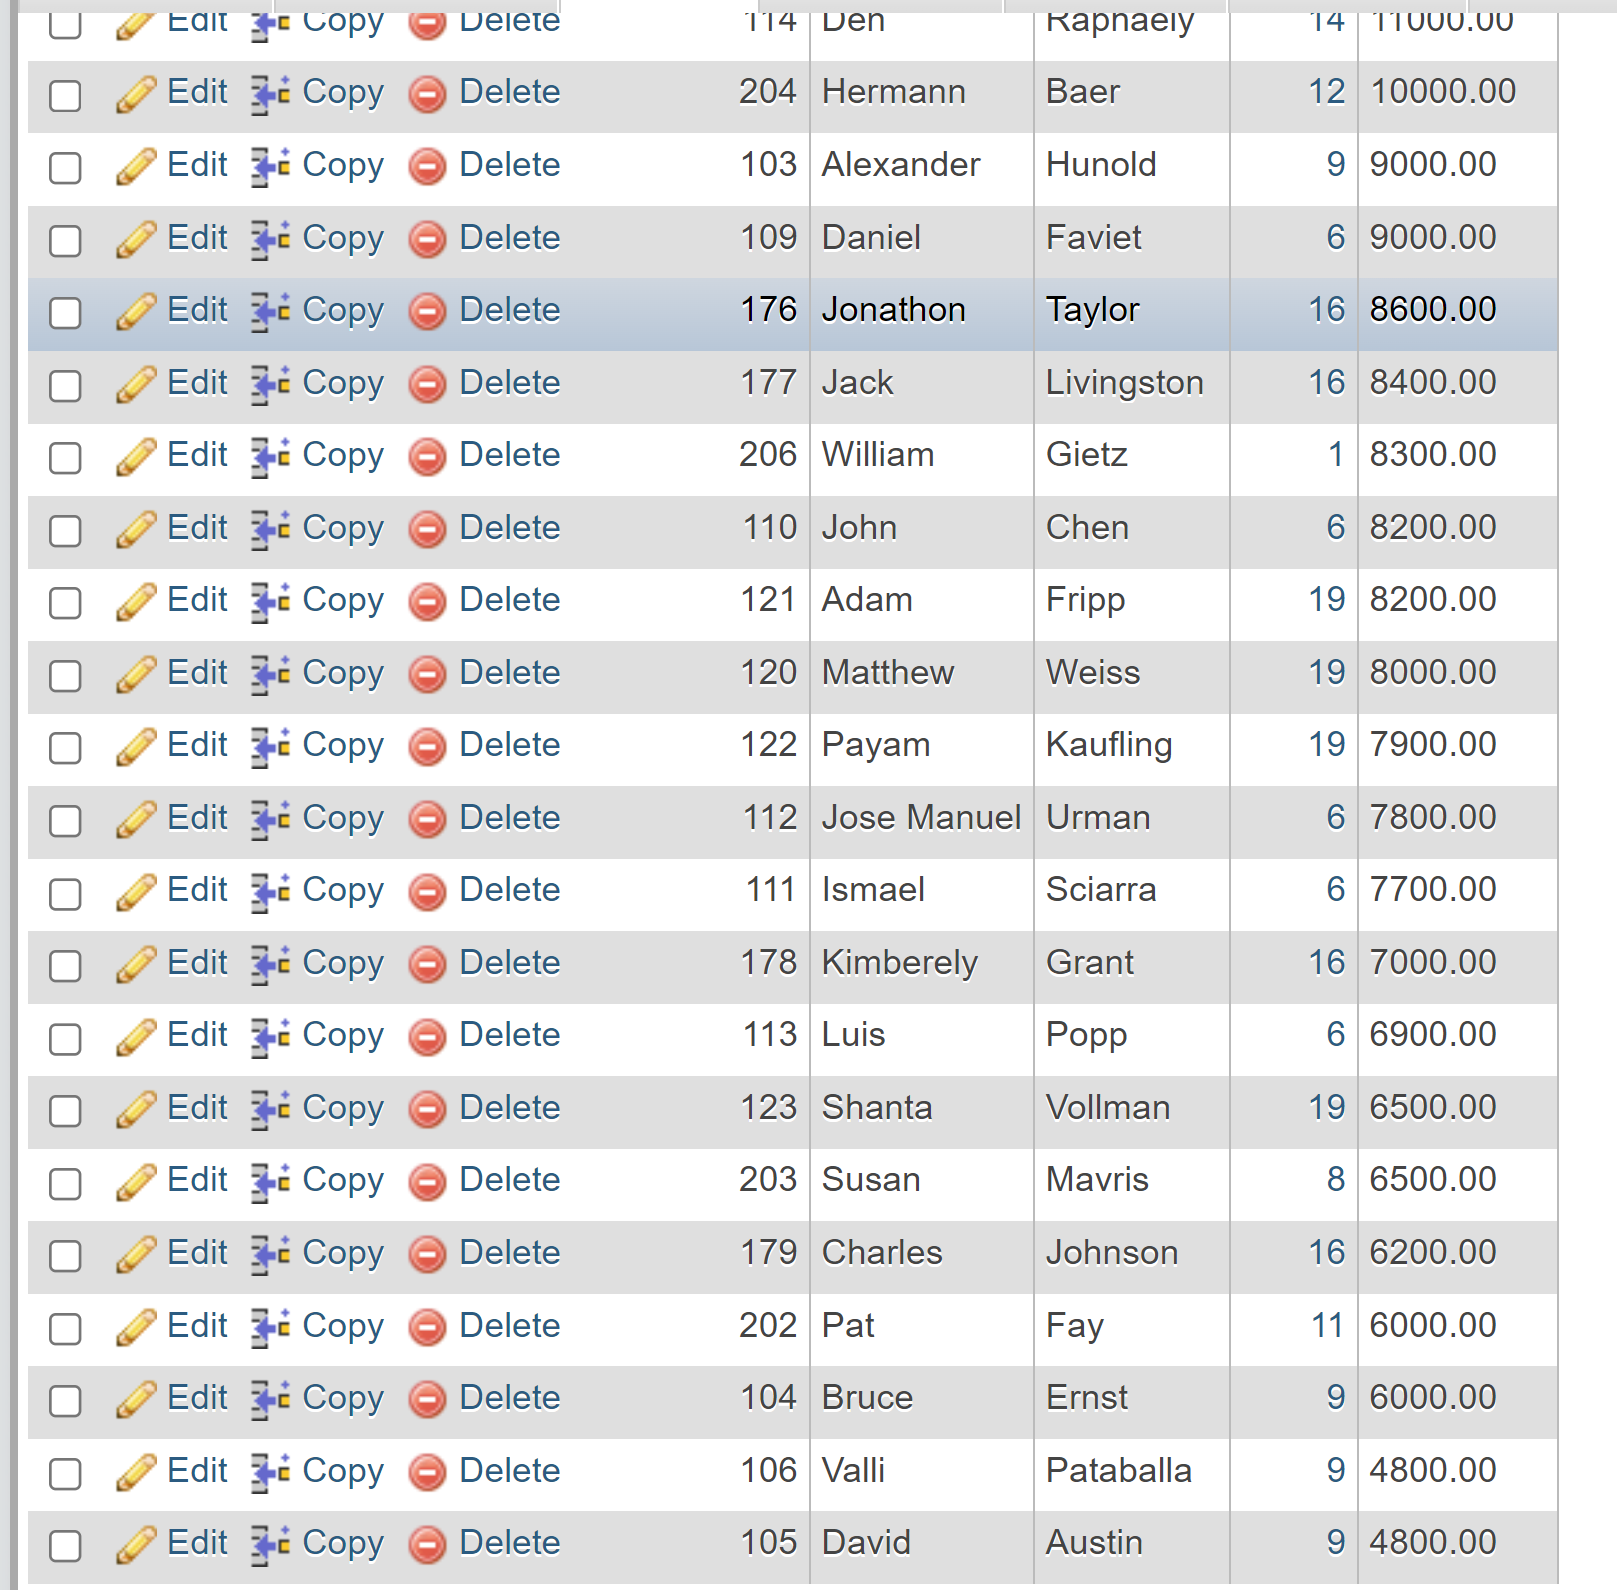 Edit Copy Delete 114 Den Raphaely 14 11000.00
Edit Copy Delete 204 Hermann Baer 12 10000.00
Edit Copy Delete 103 Alexander Hunold 9 9000.00
Edit Copy Delete 109 Daniel Faviet 6 9000.00
Edit Copy Delete 176 Jonathon Taylor 16 8600.00
Edit Copy Delete 177 Jack Livingston 16 8400.00
Edit Copy Delete 206 William Gietz 1 8300.00
Edit Copy Delete 110 John Chen 6 8200.00
Edit Copy Delete 121 Adam Fripp 19 8200.00
Edit Copy Delete 120 Matthew Weiss 19 8000.00
Edit Copy Delete 122 Payam Kaufling 19 7900.00
Edit Copy Delete 112 Jose Manuel Urman 6 7800.00
Edit Copy Delete 111 Ismael Sciarra 6 7700.00
Edit Copy Delete 178 Kimberely Grant 16 7000.00
Edit Copy Delete 113 Luis Popp 6 6900.00
Edit Copy Delete 123 Shanta Vollman 19 6500.00
Edit Copy Delete 203 Susan Mavris 8 6500.00
Edit Copy Delete 179 Charles Johnson 16 6200.00
Edit Copy Delete 202 Pat Fay 11 6000.00
Edit Copy Delete 104 Bruce Ernst 9 6000.00
Edit Copy Delete 106 Valli Pataballa 9 4800.00
Edit Copy Delete 105 David Austin 9 4800.00